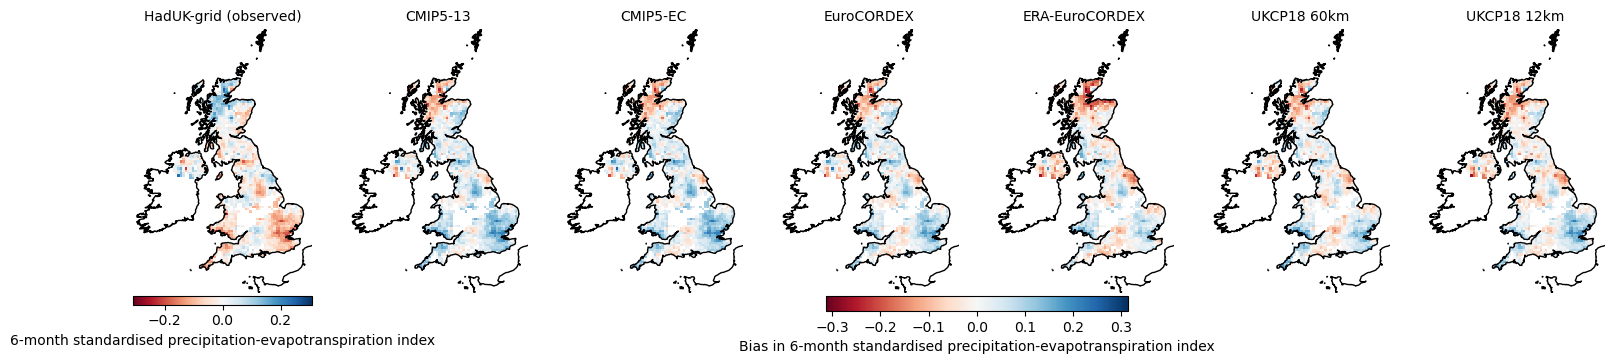 HadUK-grid (observed)
CMIP5-13
CMIP5-EC
EuroCORDEX
ERA-EuroCORDEX
UKCP18 60km
UKCP18 12km
−0.2 0.0 0.2
6-month standardised precipitation-evapotranspiration index
−0.3 −0.2 −0.1 0.0 0.1 0.2 0.3
Bias in 6-month standardised precipitation-evapotranspiration index